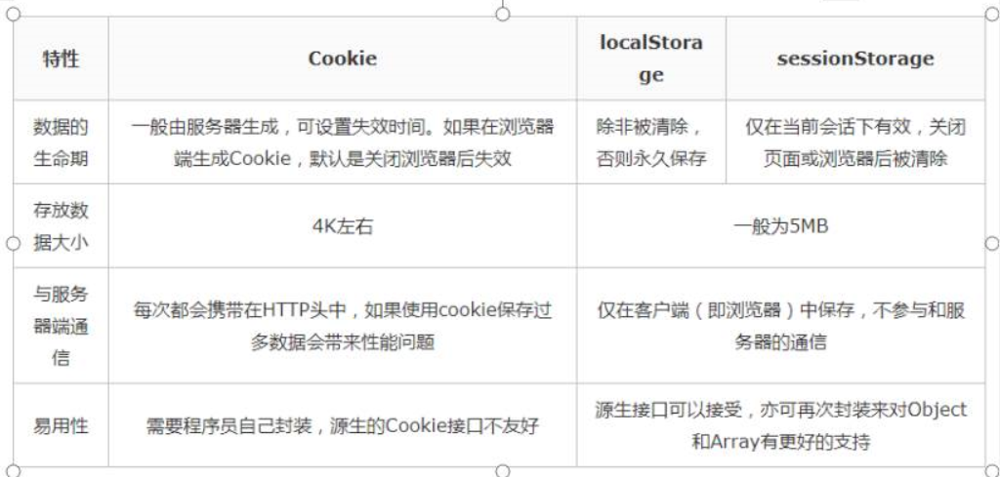 特性
Cookie
localStora
ge
sessionStorage
数据的
生命期
一般由服务器生成，可设置失效时间。如果在浏览器
端生成Cookie，默认是关闭浏览器后失效
除非被清除，
否则永久保存
仅在当前会话下有效，关闭
页面或浏览器后被清除
存放数
据大小
4K左右
一般为5MB
与服务
器端通
信
每次都会携带在HTTP头中，如果使用cookie保存过
多数据会带来性能问题
仅在客户端（即浏览器）中保存，不参与和服
务器的通信
易用性
需要程序员自己封装，源生的Cookie接口不友好
源生接口可以接受，亦可再次封装来对Object
和Array有更好的支持